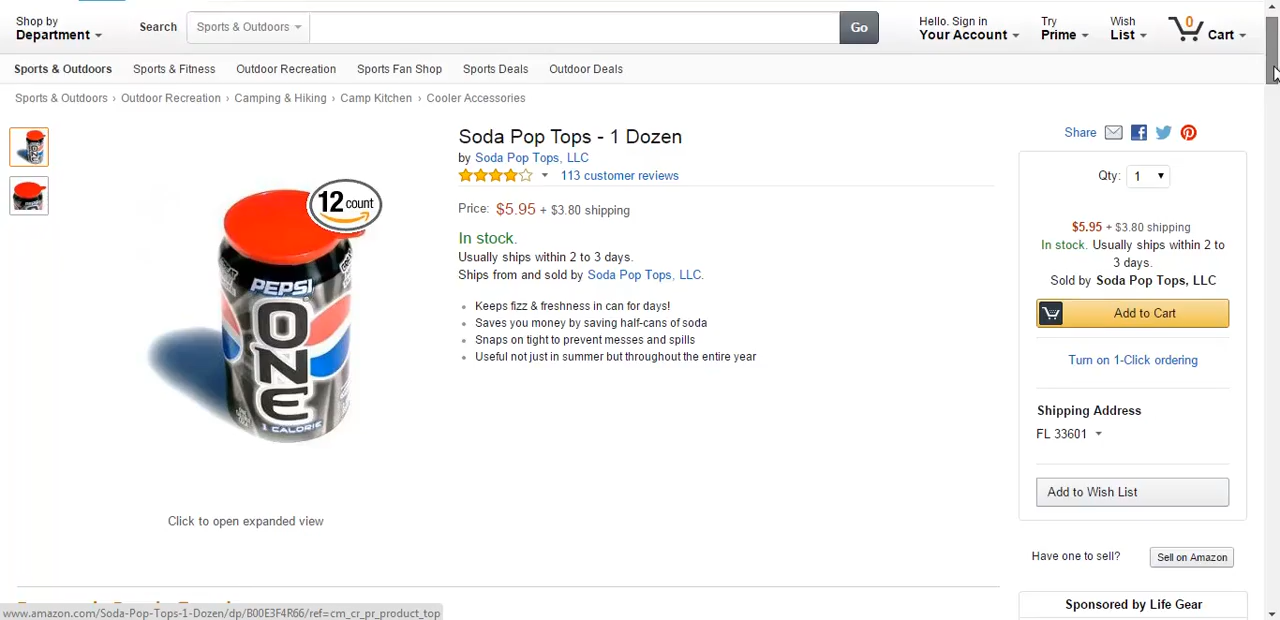 Shop by
Department
Search
Sports & Outdoors
Go
Hello. Sign in
Your Account
Try
Prime
Wish
List
0
Cart
Sports & Outdoors
Sports & Fitness
Outdoor Recreation
Sports Fan Shop
Sports Deals
Outdoor Deals
Sports & Outdoors › Outdoor Recreation › Camping & Hiking › Camp Kitchen › Cooler Accessories
12 count
PEPSI
ONE
1 CALORIE
Click to open expanded view
Soda Pop Tops - 1 Dozen
by Soda Pop Tops, LLC
113 customer reviews
Price: $5.95 + $3.80 shipping
In stock.
Usually ships within 2 to 3 days.
Ships from and sold by Soda Pop Tops, LLC.
Keeps fizz & freshness in can for days!
Saves you money by saving half-cans of soda
Snaps on tight to prevent messes and spills
Useful not just in summer but throughout the entire year
Share
Qty: 1
$5.95 + $3.80 shipping
In stock. Usually ships within 2 to
3 days.
Sold by Soda Pop Tops, LLC
Add to Cart
Turn on 1-Click ordering
Shipping Address
FL 33601
Add to Wish List
Have one to sell?
Sell on Amazon
Sponsored by Life Gear
www.amazon.com/Soda-Pop-Tops-1-Dozen/dp/B00E3F4R66/ref=cm_cr_pr_product_top